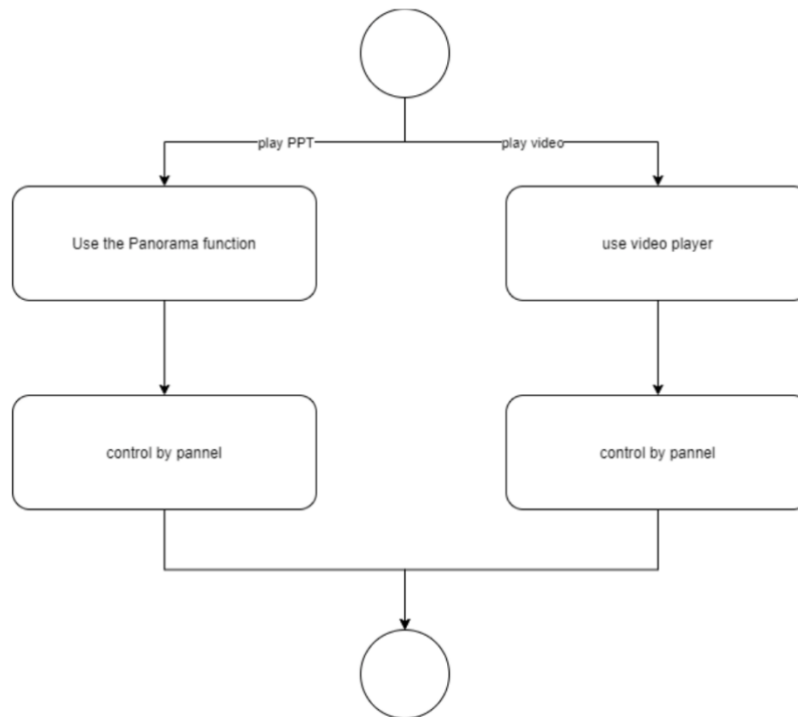 play PPT
play video
Use the Panorama function
use video player
control by pannel
control by pannel